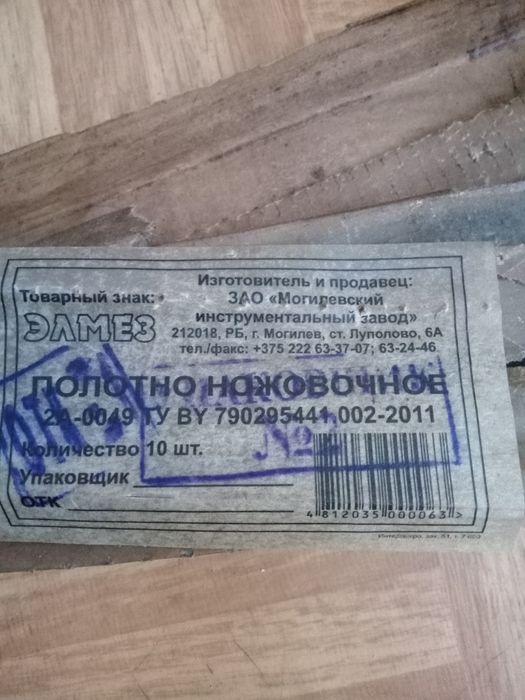 Изготовитель и продавец:
Товарный знак: ЗАО «Могилевский
ЭЛМЕЗ инструментальный завод»
212018, РБ, г. Могилев, ст. Луполово, 6А
тел./факс: +375 222 63-37-07; 63-24-46
ПОЛОТНО НОЖОВОЧНОЕ
2А-0049 ТУ BY 790295441.002-2011
Количество 10 шт.
Упаковщик
ОТК
4 812035 000063 >